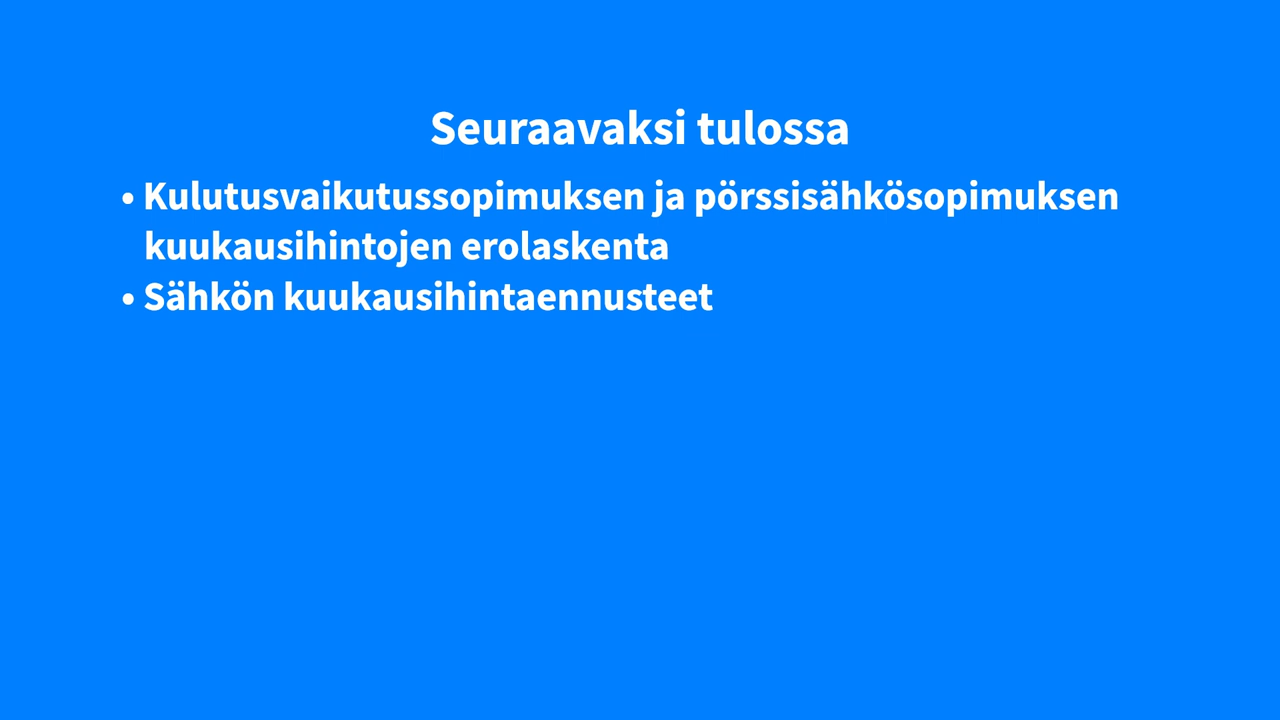 Seuraavaksi tulossa
• Kulutusvaikutussopimuksen ja pörssisähkösopimuksen
kuukausihintojen erolaskenta
• Sähkön kuukausihintaennusteet